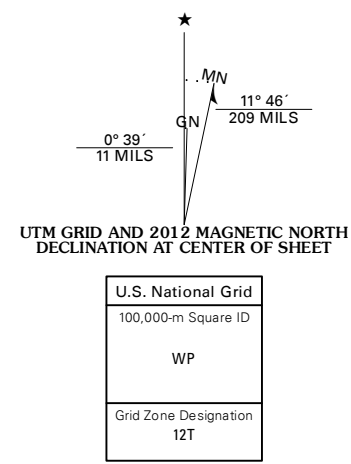 ★
MN
GN
11° 46´
209 MILS
0° 39´
11 MILS
UTM GRID AND 2012 MAGNETIC NORTH
DECLINATION AT CENTER OF SHEET
U.S. National Grid
100,000-m Square ID
WP
Grid Zone Designation
12T